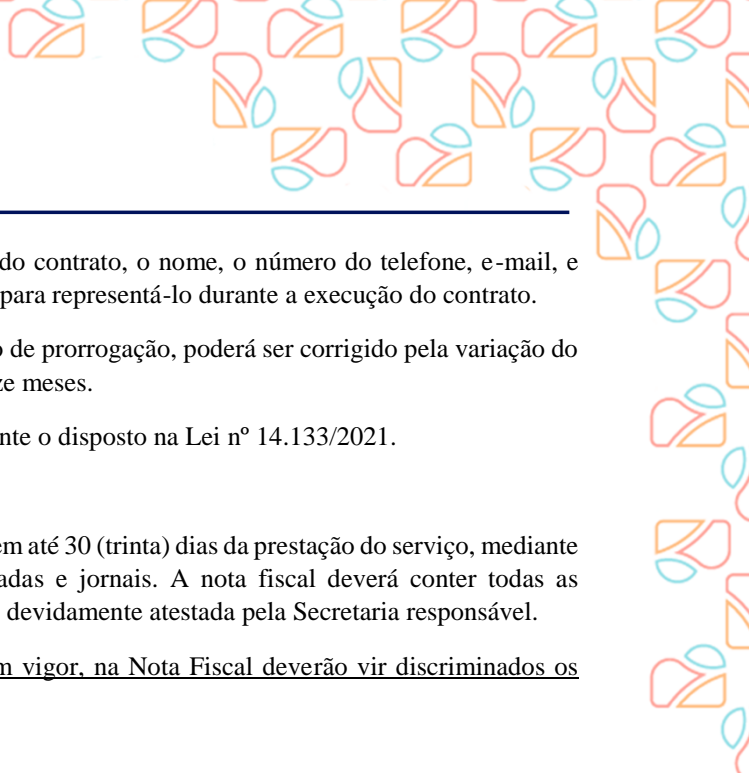 do contrato, o nome, o número do telefone, e-mail, e
para representá-lo durante a execução do contrato.
de prorrogação, poderá ser corrigido pela variação do
ze meses.
nte o disposto na Lei nº 14.133/2021.
em até 30 (trinta) dias da prestação do serviço, mediante
adas e jornais. A nota fiscal deverá conter todas as
devidamente atestada pela Secretaria responsável.
m vigor, na Nota Fiscal deverão vir discriminados os